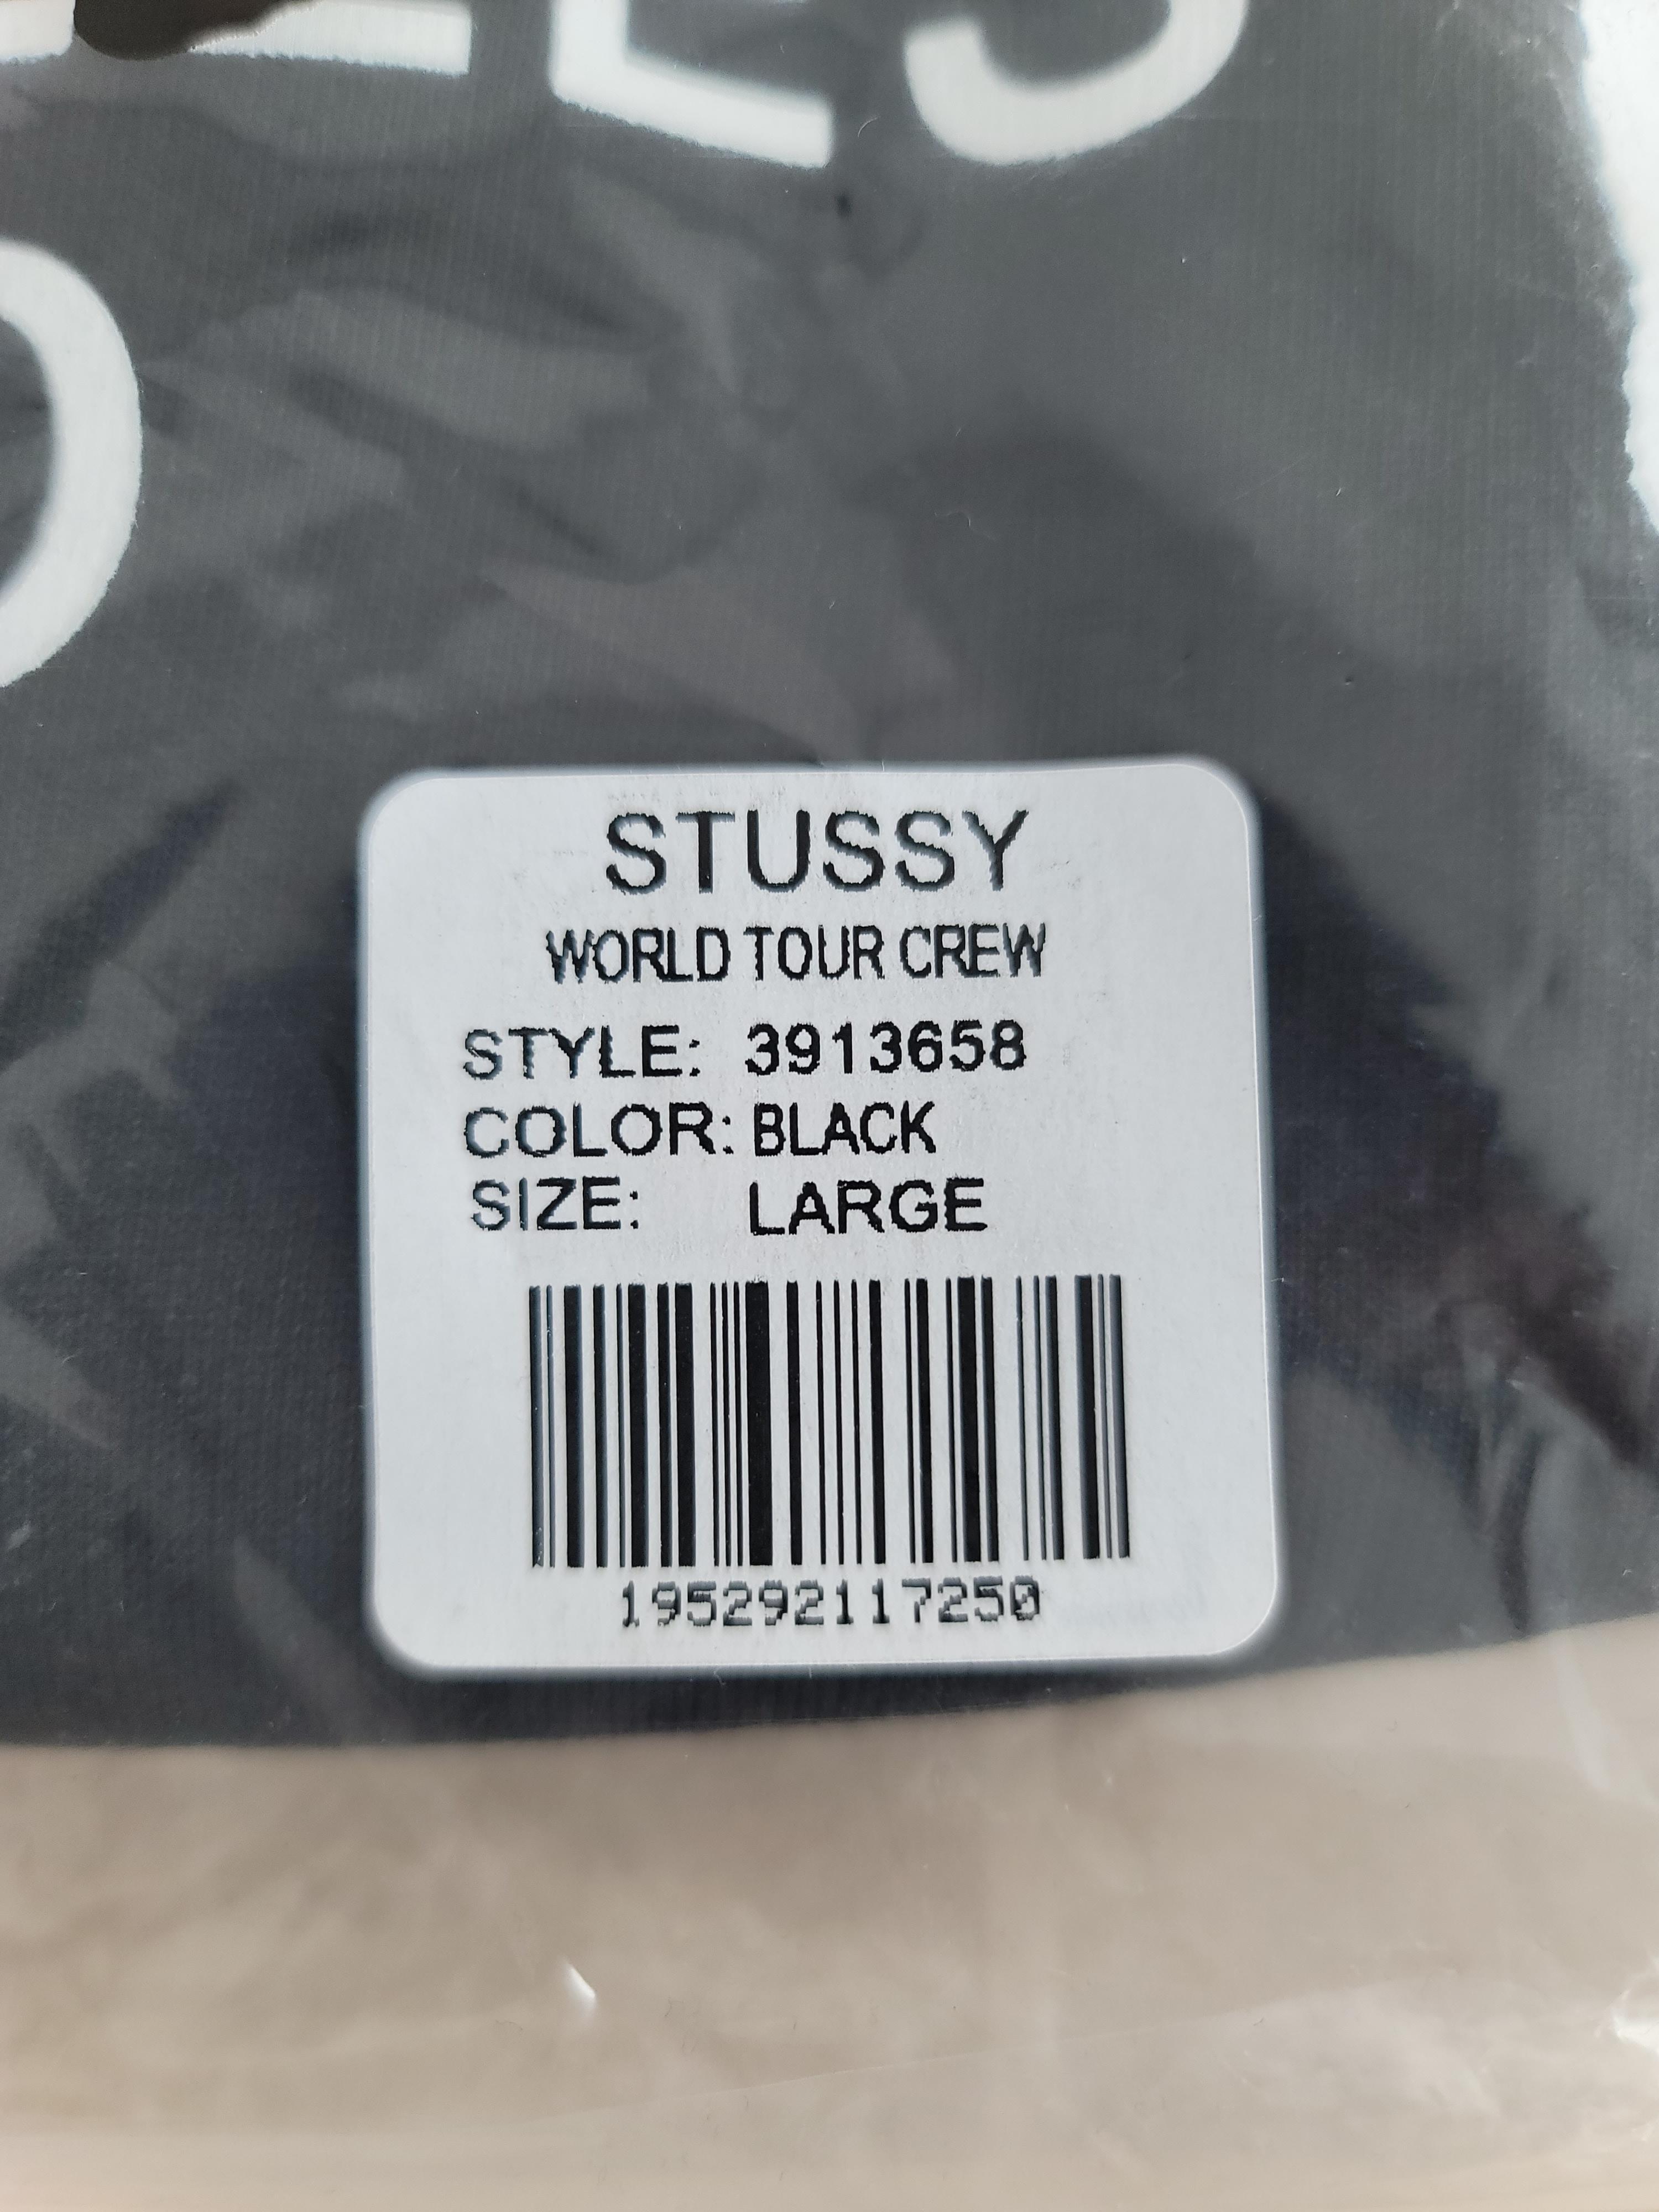 STUSSY
WORLD TOUR CREW
STYLE: 3913658
COLOR: BLACK
SIZE: LARGE
195292117250